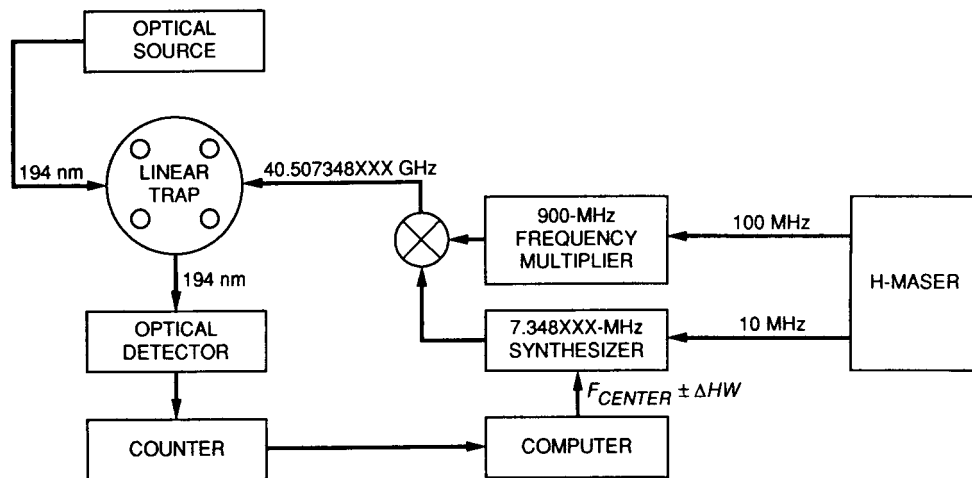 OPTICAL
SOURCE
194 nm
LINEAR
TRAP
40.507348XXX GHz
900-MHz
FREQUENCY
MULTIPLIER
100 MHz
H-MASER
194 nm
OPTICAL
DETECTOR
7.348XXX-MHz
SYNTHESIZER
10 MHz
F_CENTER ± ΔHW
COUNTER
COMPUTER